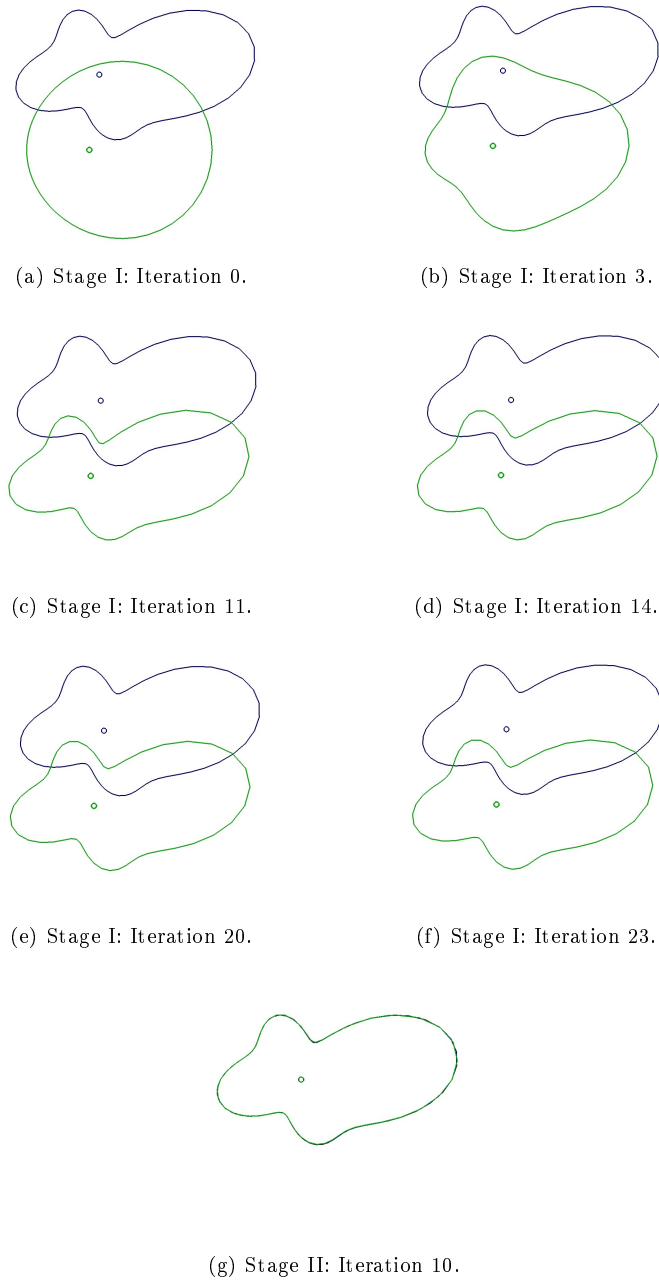 (a) Stage I: Iteration 0.
(b) Stage I: Iteration 3.
(c) Stage I: Iteration 11.
(d) Stage I: Iteration 14.
(e) Stage I: Iteration 20.
(f) Stage I: Iteration 23.
(g) Stage II: Iteration 10.